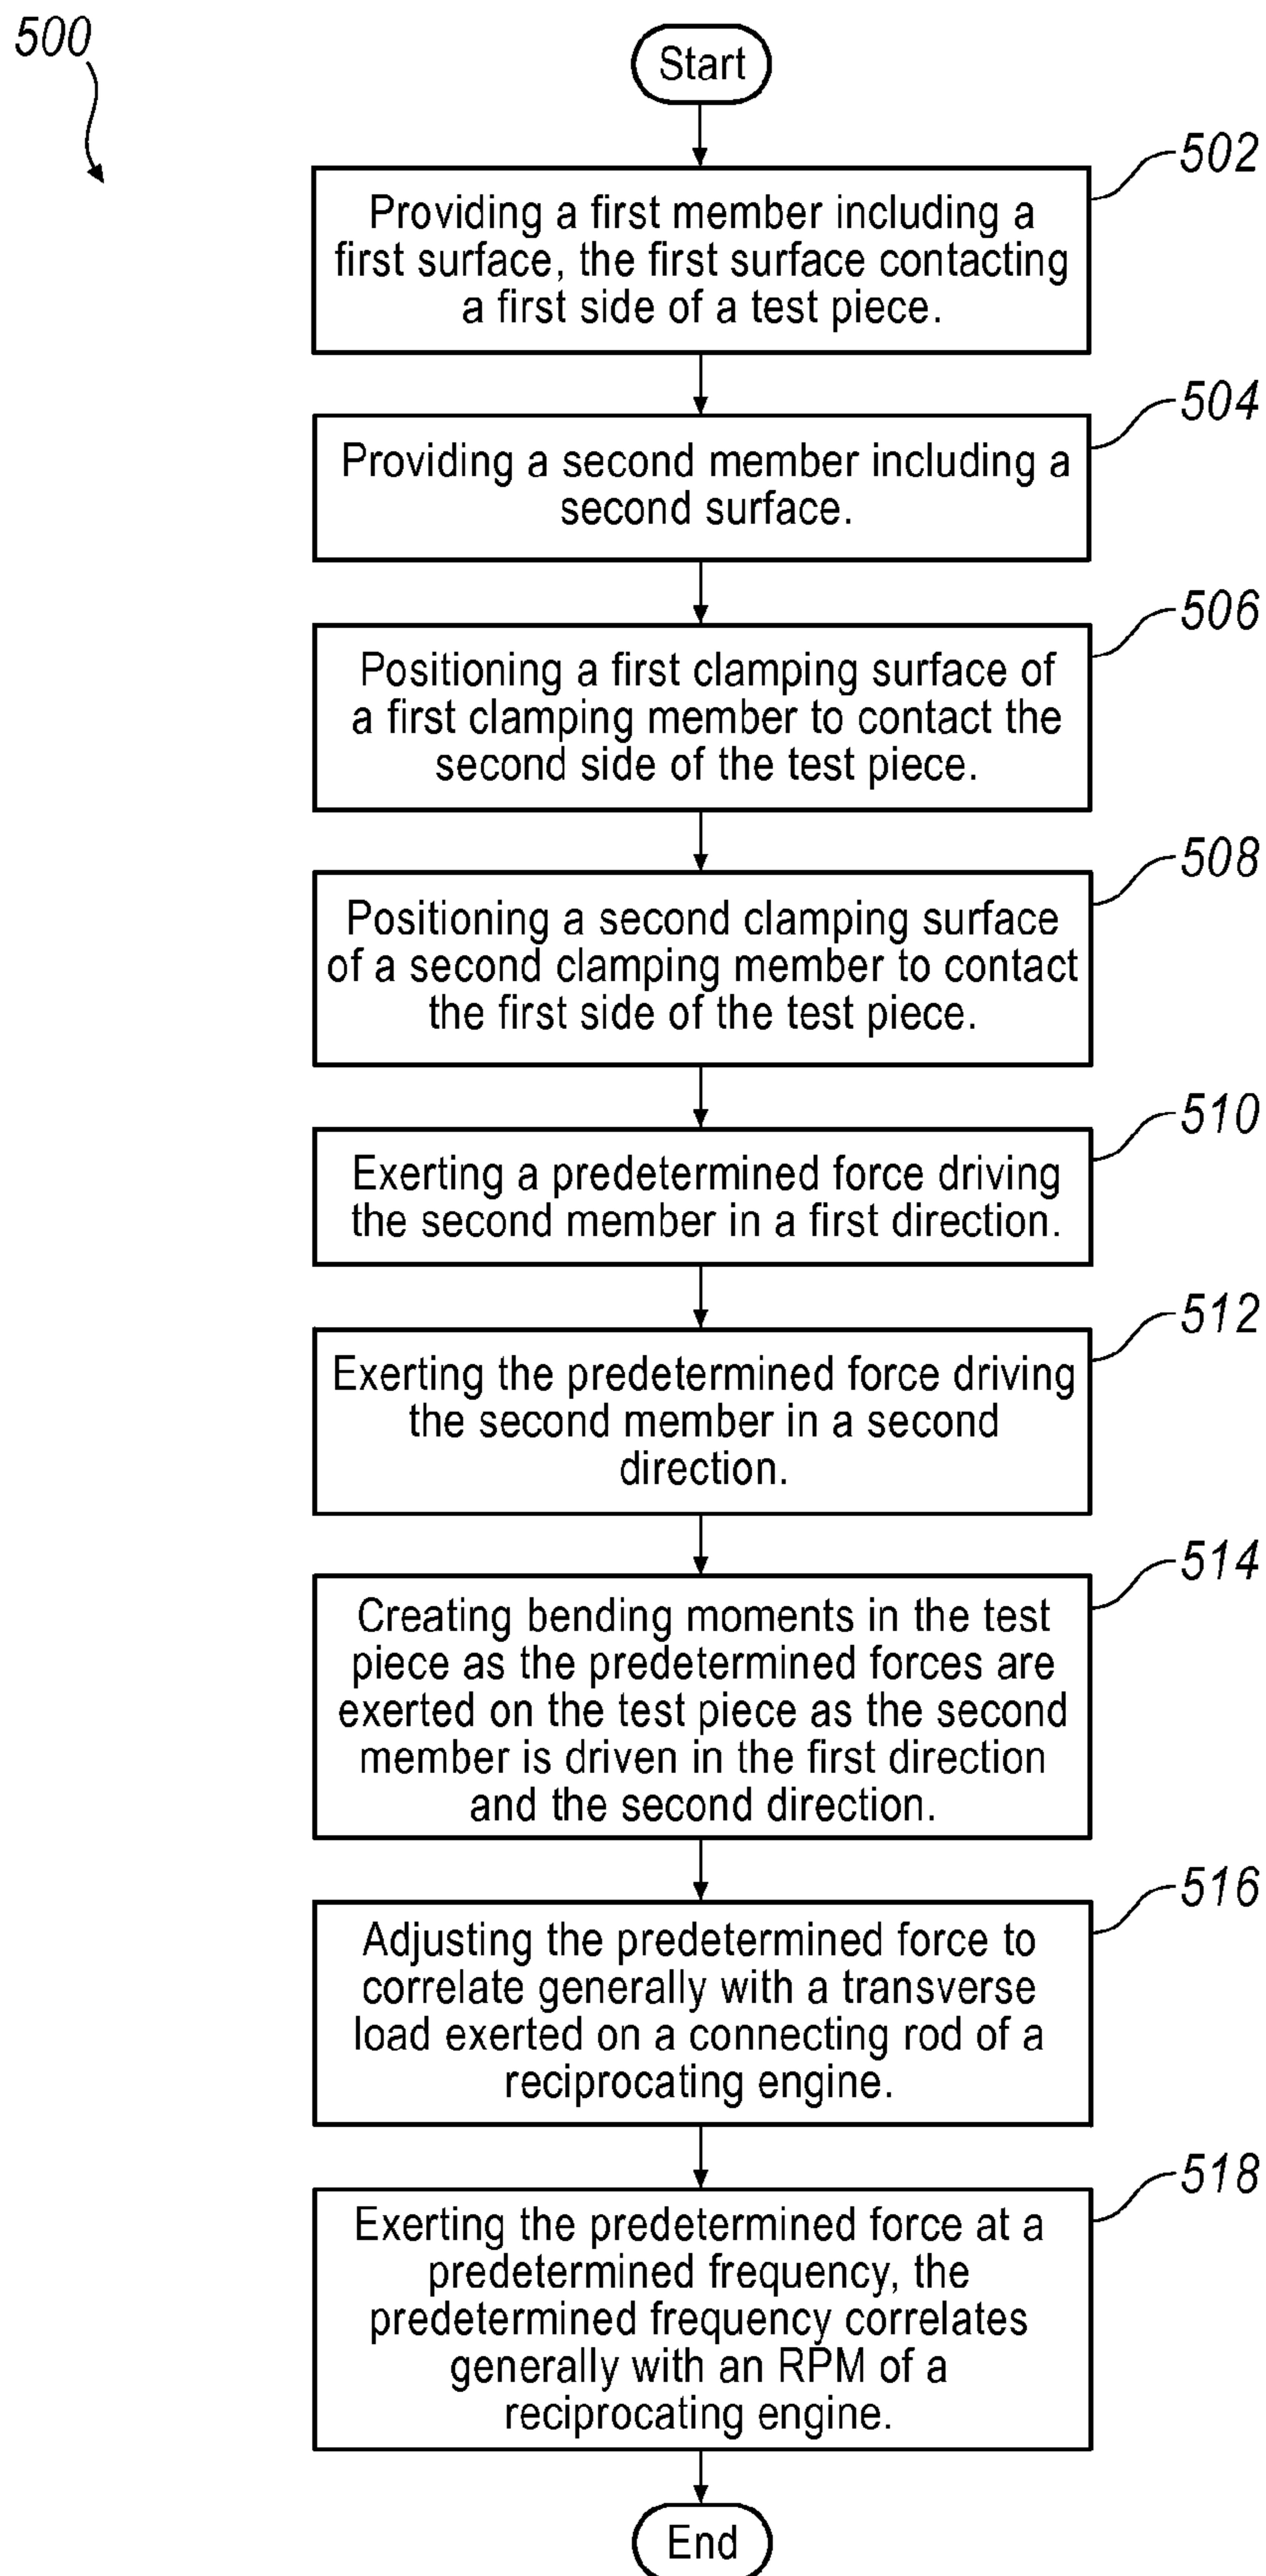 500
Start
502
Providing a first member including a
first surface, the first surface contacting
a first side of a test piece.
504
Providing a second member including a
second surface.
506
Positioning a first clamping surface of
a first clamping member to contact the
second side of the test piece.
508
Positioning a second clamping surface
of a second clamping member to contact
the first side of the test piece.
510
Exerting a predetermined force driving
the second member in a first direction.
512
Exerting the predetermined force driving
the second member in a second
direction.
514
Creating bending moments in the test
piece as the predetermined forces are
exerted on the test piece as the second
member is driven in the first direction
and the second direction.
516
Adjusting the predetermined force to
correlate generally with a transverse
load exerted on a connecting rod of a
reciprocating engine.
518
Exerting the predetermined force at a
predetermined frequency, the
predetermined frequency correlates
generally with an RPM of a
reciprocating engine.
End